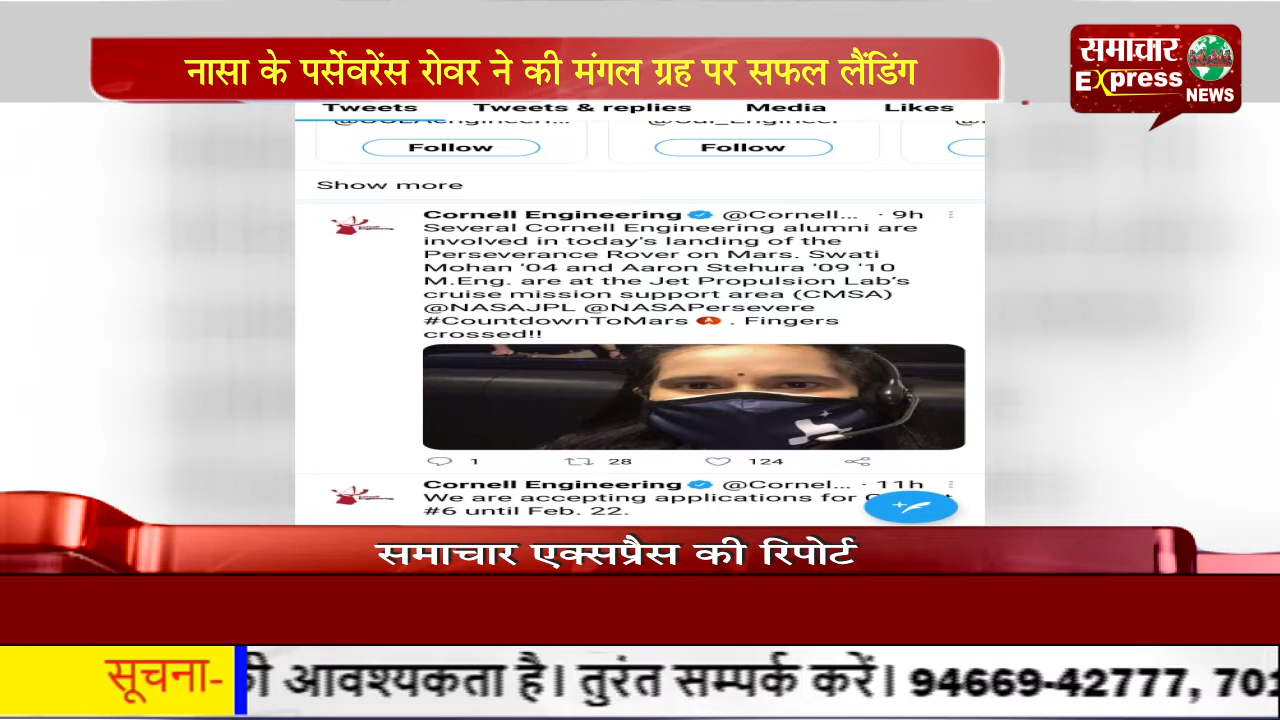 नासा के पर्सेवरेंस रोवर ने की मंगल ग्रह पर सफल लैंडिंग
समाचार
Express
NEWS
Tweets Tweets & replies Media Likes
Follow Follow
Show more
Cornell Engineering @Cornell... · 9h
Several Cornell Engineering alumni are
involved in today's landing of the
Perseverance Rover on Mars. Swati
Mohan '04 and Aaron Stehura '09 '10
M.Eng. are at the Jet Propulsion Lab's
cruise mission support area (CMSA)
@NASAJPL @NASAPersevere
#CountdownToMars . Fingers
crossed!!
1 28 124
Cornell Engineering @Cornel... · 11h
We are accepting applications for
#6 until Feb. 22.
समाचार एक्सप्रैस की रिपोर्ट
सूचना- की आवश्यकता है। तुरंत सम्पर्क करें। 94669-42777, 701